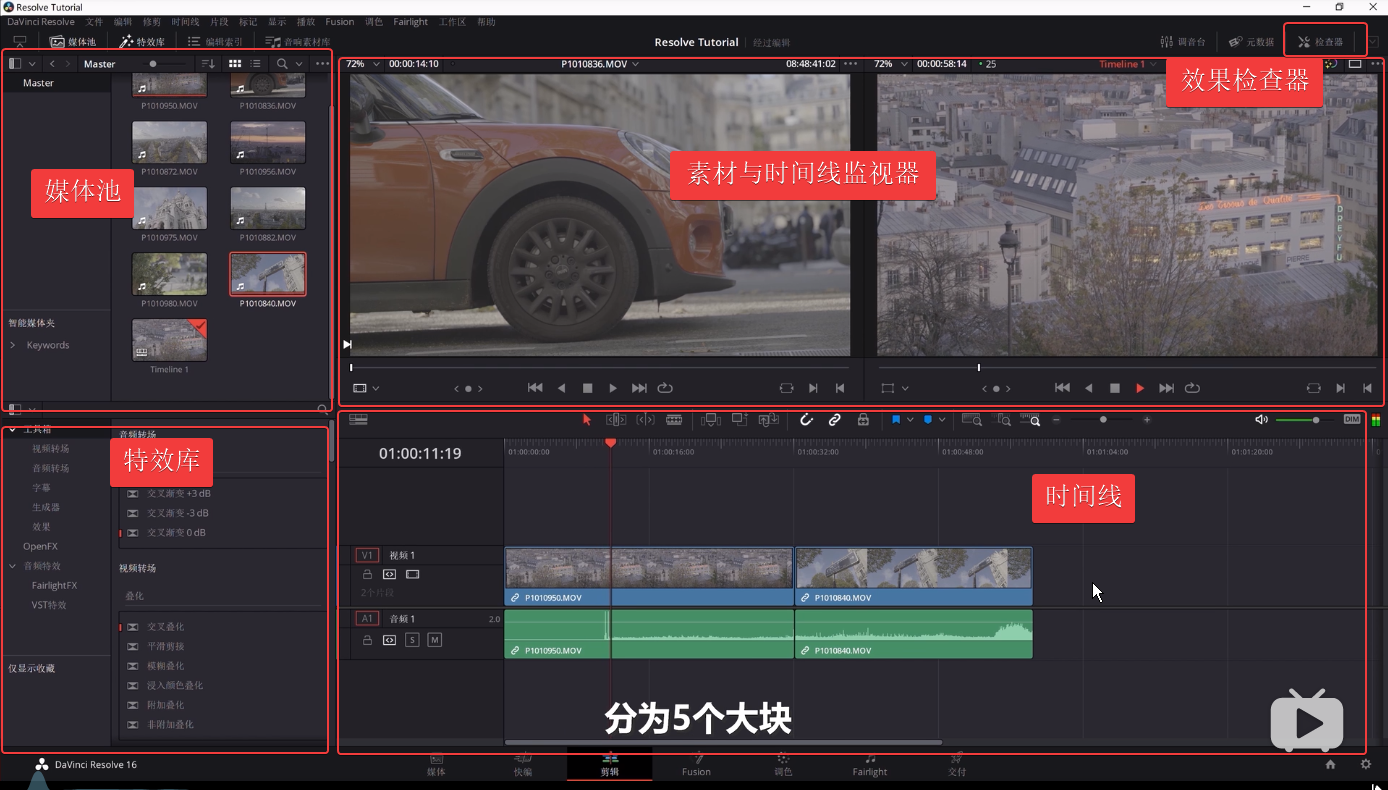 Resolve Tutorial
DaVinci Resolve 文件 编辑 修剪 时间线 片段 标记 显示 播放 Fusion 调色 Fairlight 工作区 帮助
媒体池 特效库 编辑索引 音响素材库 Resolve Tutorial 经过编辑 调音台 元数据 检查器
Master 72% 00:00:14:10 P1010836.MOV 08:48:41:02 72% 00:00:58:14 25 Timeline 1
效果检查器
Master
P1010950.MOV P1010836.MOV
P1010872.MOV P1010956.MOV
媒体池
素材与时间线监视器
P1010975.MOV P1010882.MOV
P1010980.MOV P1010840.MOV
智能媒体夹
Keywords
Timeline 1
DREYFU
PIERRE
工具箱
音频转场
视频转场
音频转场
字幕
生成器
效果
OpenFX
音频特效
FairlightFX
VST特效
仅显示收藏
特效库
交叉渐变 +3 dB
交叉渐变 -3 dB
交叉渐变 0 dB
视频转场
叠化
交叉叠化
平滑剪接
模糊叠化
浸入颜色叠化
附加叠化
非附加叠化
DIM
01:00:11:19
01:00:00:00 01:00:16:00 01:00:32:00 01:00:48:00 01:01:04:00 01:01:20:00
时间线
V1 视频 1
2个片段
P1010950.MOV P1010840.MOV
A1 音频 1 2.0
S M
P1010950.MOV P1010840.MOV
分为5个大块
DaVinci Resolve 16
媒体 快编 剪辑 Fusion 调色 Fairlight 交付